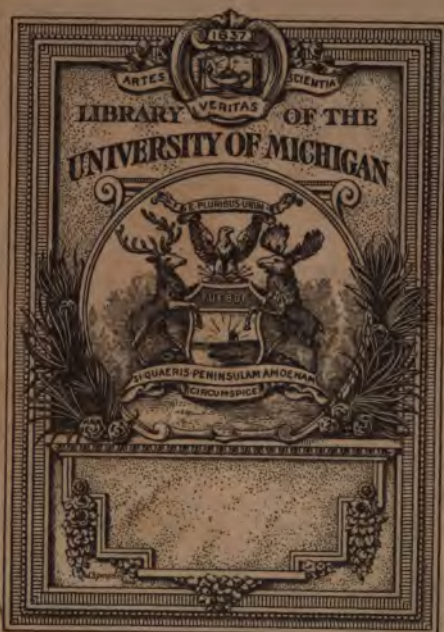 1837
ARTES SCIENTIA
VERITAS
LIBRARY OF THE
UNIVERSITY OF MICHIGAN
E PLURIBUS UNUM
TUEBOR
SI QUAERIS PENINSULAM AMOENAM
CIRCUMSPICE